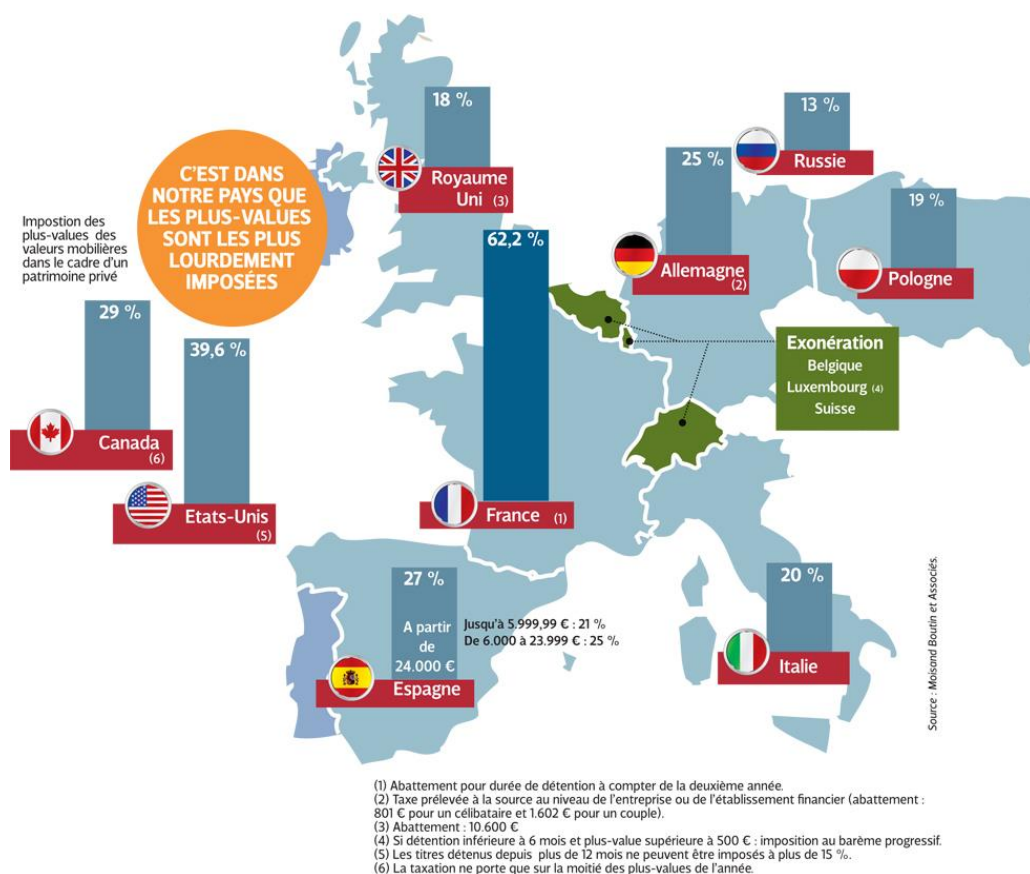 C'EST DANS
NOTRE PAYS QUE
LES PLUS-VALUES
SONT LES PLUS
LOURDEMENT
IMPOSÉES
Impostion des
plus-values des
valeurs mobilières
dans le cadre d'un
patrimoine privé
18 %
Royaume
Uni (3)
13 %
Russie
25 %
Allemagne
(2)
19 %
Pologne
62,2 %
France (1)
29 %
Canada
(6)
39,6 %
Etats-Unis
(5)
Exonération
Belgique
Luxembourg (4)
Suisse
27 %
A partir
de
24.000 €
Espagne
Jusqu'à 5.999,99 € : 21 %
De 6.000 à 23.999 € : 25 %
20 %
Italie
Source : Moisand Boutin et Associés.
(1) Abattement pour durée de détention à compter de la deuxième année.
(2) Taxe prélevée à la source au niveau de l'entreprise ou de l'établissement financier (abattement :
801 € pour un célibataire et 1.602 € pour un couple).
(3) Abattement : 10.600 €
(4) Si détention inférieure à 6 mois et plus-value supérieure à 500 € : imposition au barème progressif.
(5) Les titres détenus depuis plus de 12 mois ne peuvent être imposés à plus de 15 %.
(6) La taxation ne porte que sur la moitié des plus-values de l'année.